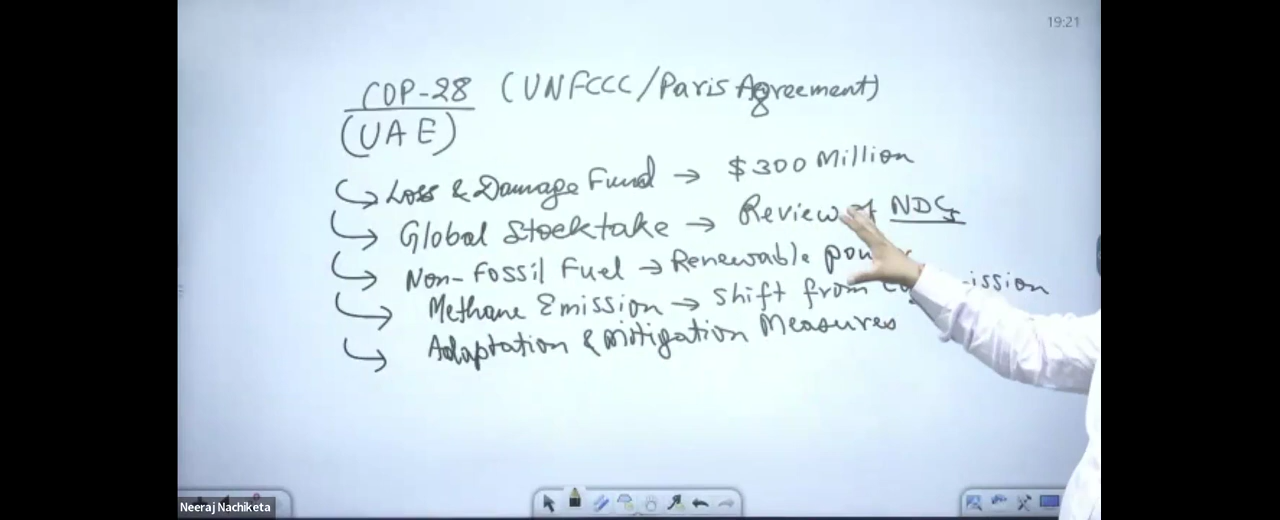 19:21
COP-28 (UNFCCC/Paris Agreement)
(UAE)
Loss & Damage Fund → $300 Million
Global Stocktake → Review of NDCs
Non-Fossil Fuel → Renewable
Methane Emission → Shift from
Adaptation & Mitigation Measures
Neeraj Nachiketa